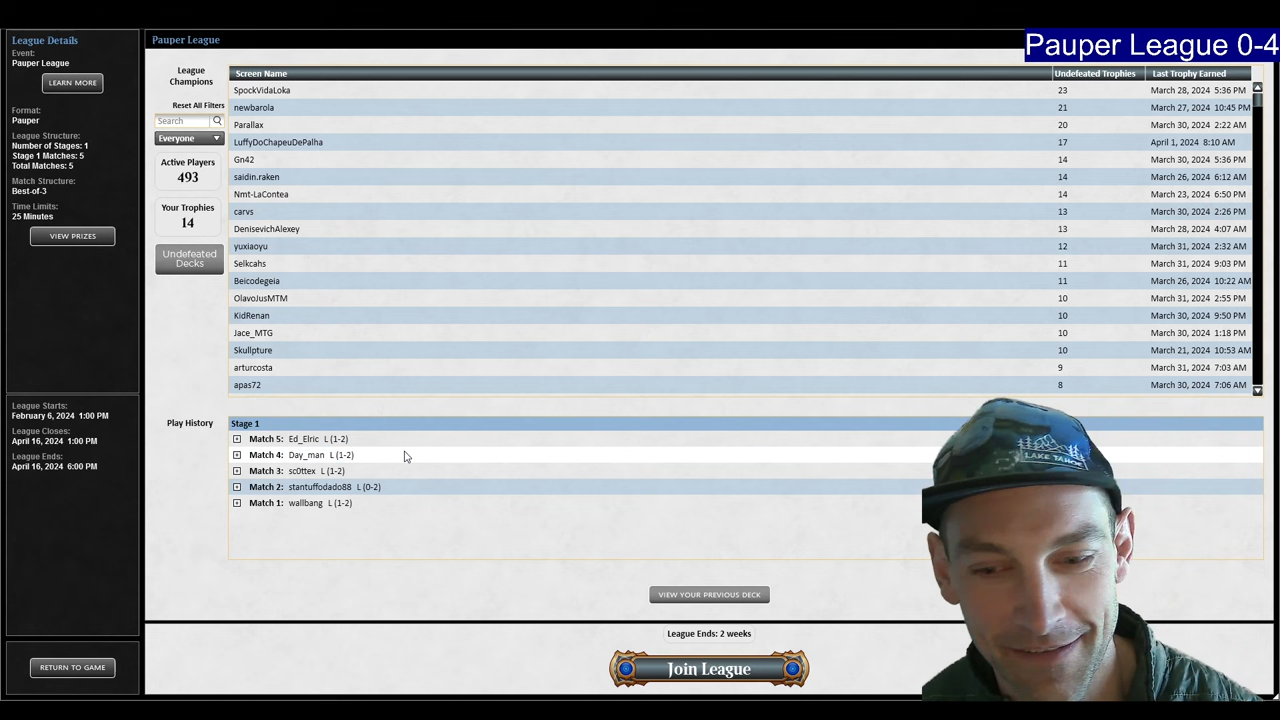 Pauper League 0-4
League Details
Event:
Pauper League
LEARN MORE
Format:
Pauper
League Structure:
Number of Stages: 1
Stage 1 Matches: 5
Total Matches: 5
Match Structure:
Best-of-3
Time Limits:
25 Minutes
VIEW PRIZES
League Starts:
February 6, 2024 1:00 PM
League Closes:
April 16, 2024 1:00 PM
League Ends:
April 16, 2024 6:00 PM
RETURN TO GAME
Pauper League
League Champions
Reset All Filters
Search
Everyone
Active Players
493
Your Trophies
14
Undefeated Decks
Screen Name Undefeated Trophies Last Trophy Earned
SpockVidaLoka 23 March 28, 2024 5:36 PM
newbarola 21 March 27, 2024 10:45 PM
Parallax 20 March 30, 2024 2:22 AM
LuffyDoChapeuDePalha 17 April 1, 2024 8:10 AM
Gn42 14 March 30, 2024 5:36 PM
saidin.raken 14 March 26, 2024 6:12 AM
Nmt-LaContea 14 March 23, 2024 6:50 PM
carvs 13 March 30, 2024 2:26 PM
DenisevichAlexey 13 March 28, 2024 4:07 AM
yuxiaoyu 12 March 31, 2024 2:32 AM
Selkcahs 11 March 31, 2024 9:03 PM
Beicodegeia 11 March 26, 2024 10:22 AM
OlavoJusMTM 10 March 31, 2024 2:55 PM
KidRenan 10 March 30, 2024 9:50 PM
Jace_MTG 10 March 30, 2024 1:18 PM
Skullpture 10 March 21, 2024 10:53 AM
arturcosta 9 March 31, 2024 7:03 AM
apas72 8 March 30, 2024 7:06 AM
Play History
Stage 1
Match 5: Ed_Elric L (1-2)
Match 4: Day_man L (1-2)
Match 3: sc0ttex L (1-2)
Match 2: stantuffodado88 L (0-2)
Match 1: wallbang L (1-2)
VIEW YOUR PREVIOUS DECK
League Ends: 2 weeks
Join League
LAKE TAHOE